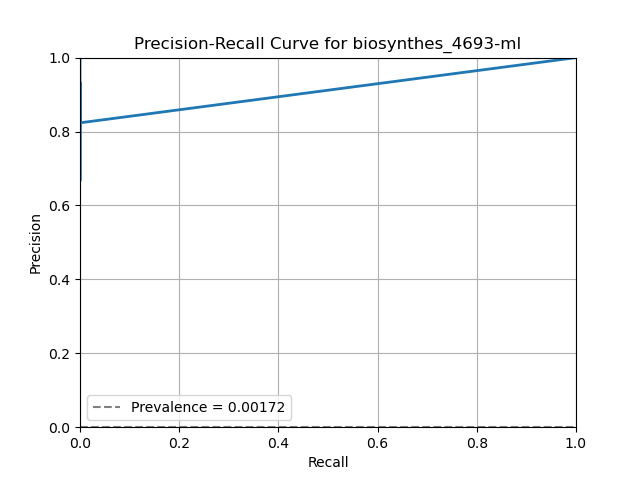 Precision-Recall Curve for biosynthes_4693-ml
1.0
0.8
0.6
0.4
0.2
0.0
Precision
Prevalence = 0.00172
0.0 0.2 0.4 0.6 0.8 1.0
Recall